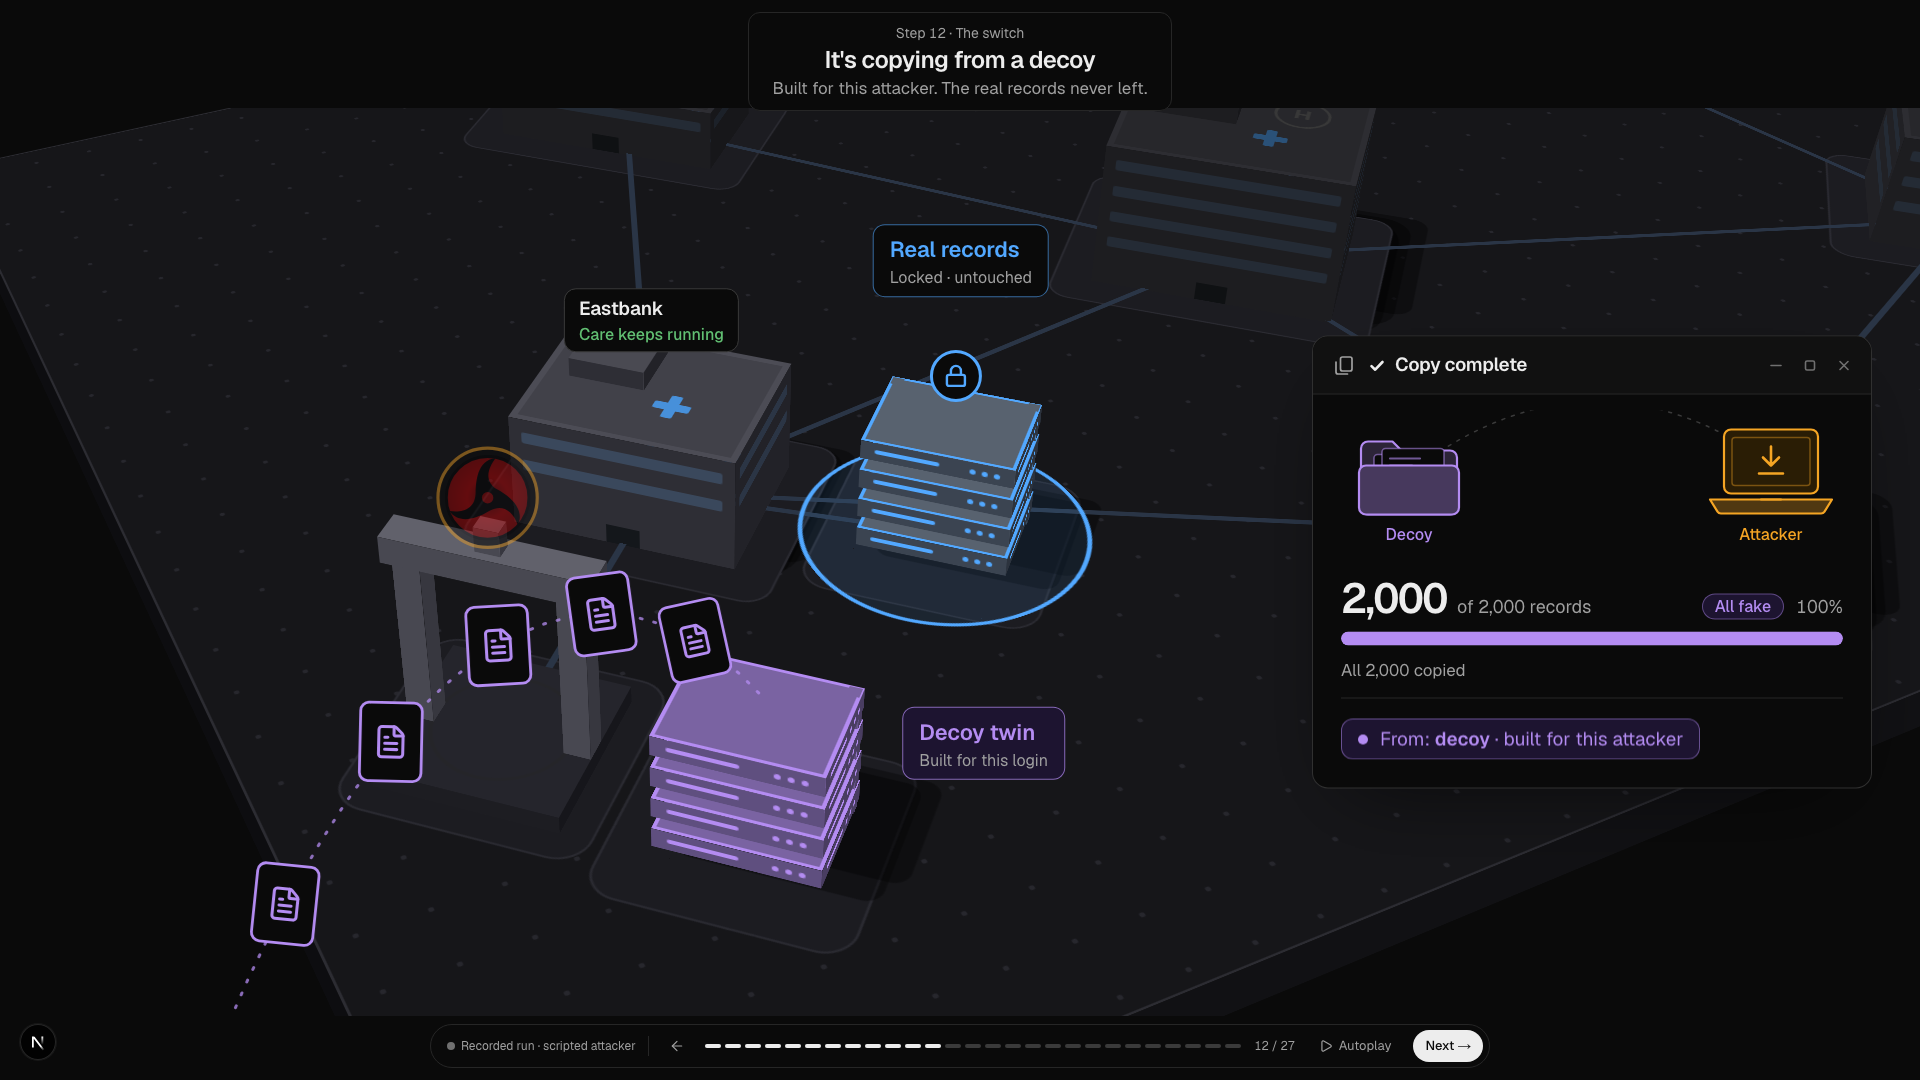 Step 12 · The switch
It's copying from a decoy
Built for this attacker. The real records never left.
H
Real records
Locked · untouched
Eastbank
Care keeps running
Copy complete
Decoy
Attacker
2,000 of 2,000 records
All fake 100%
All 2,000 copied
From: decoy · built for this attacker
Decoy twin
Built for this login
N
Recorded run · scripted attacker
12 / 27
Autoplay
Next →